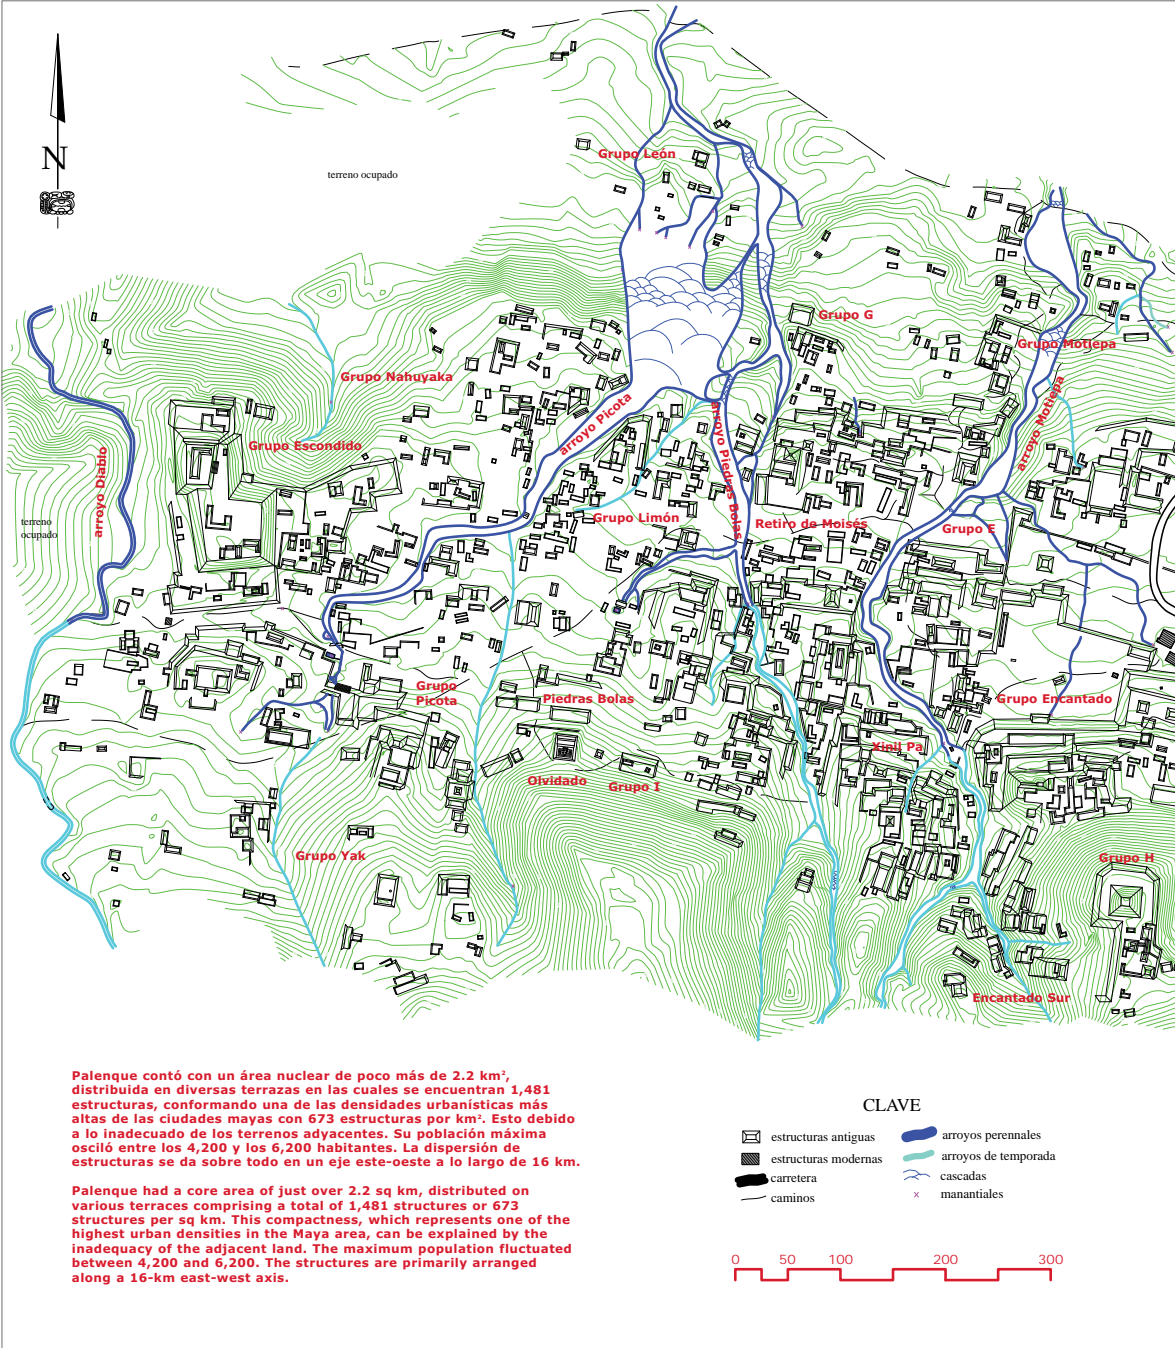 N
terreno ocupado
Grupo León
Grupo G
Grupo Motiepa
Grupo Nahuyaka
arroyo Picota
arroyo Motiepa
Grupo Escondido
arroyo Diablo
arroyo Piedras Bolas
terreno
ocupado
Grupo Limón
Retiro de Moisés
Grupo E
Grupo
Picota
Piedras Bolas
Grupo Encantado
Xinil Pa
Olvidado
Grupo I
Grupo Yak
Grupo H
Encantado Sur
Palenque contó con un área nuclear de poco más de 2.2 km²,
distribuida en diversas terrazas en las cuales se encuentran 1,481
estructuras, conformando una de las densidades urbanísticas más
altas de las ciudades mayas con 673 estructuras por km². Esto debido
a lo inadecuado de los terrenos adyacentes. Su población máxima
osciló entre los 4,200 y los 6,200 habitantes. La dispersión de
estructuras se da sobre todo en un eje este-oeste a lo largo de 16 km.
Palenque had a core area of just over 2.2 sq km, distributed on
various terraces comprising a total of 1,481 structures or 673
structures per sq km. This compactness, which represents one of the
highest urban densities in the Maya area, can be explained by the
inadequacy of the adjacent land. The maximum population fluctuated
between 4,200 and 6,200. The structures are primarily arranged
along a 16-km east-west axis.
CLAVE
estructuras antiguas
estructuras modernas
carretera
caminos
arroyos perennales
arroyos de temporada
cascadas
manantiales
0 50 100 200 300